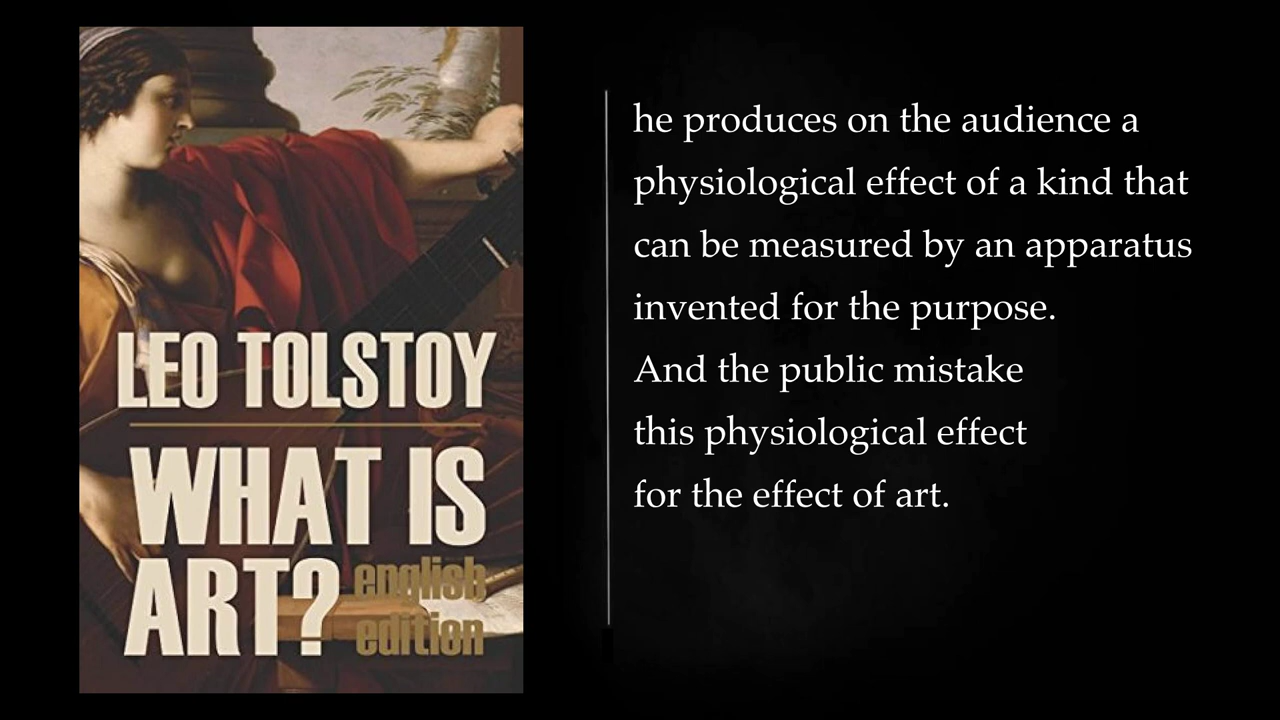 LEO TOLSTOY
WHAT IS
ART?
english
edition
he produces on the audience a
physiological effect of a kind that
can be measured by an apparatus
invented for the purpose.
And the public mistake
this physiological effect
for the effect of art.